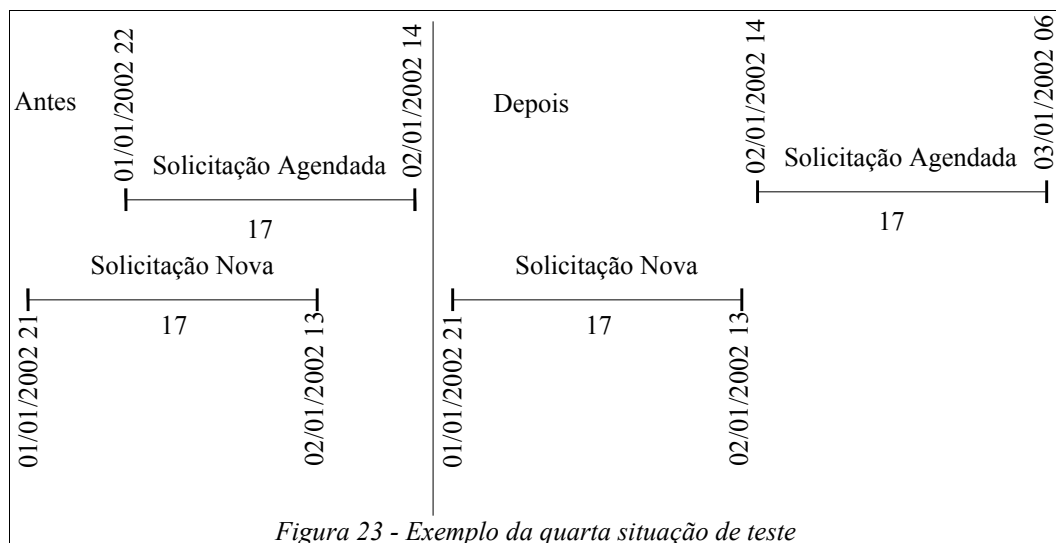 Antes
01/01/2002 22
02/01/2002 14
Solicitação Agendada
17
Solicitação Nova
17
01/01/2002 21
02/01/2002 13
Depois
02/01/2002 14
03/01/2002 06
Solicitação Agendada
17
Solicitação Nova
17
01/01/2002 21
02/01/2002 13
Figura 23 - Exemplo da quarta situação de teste